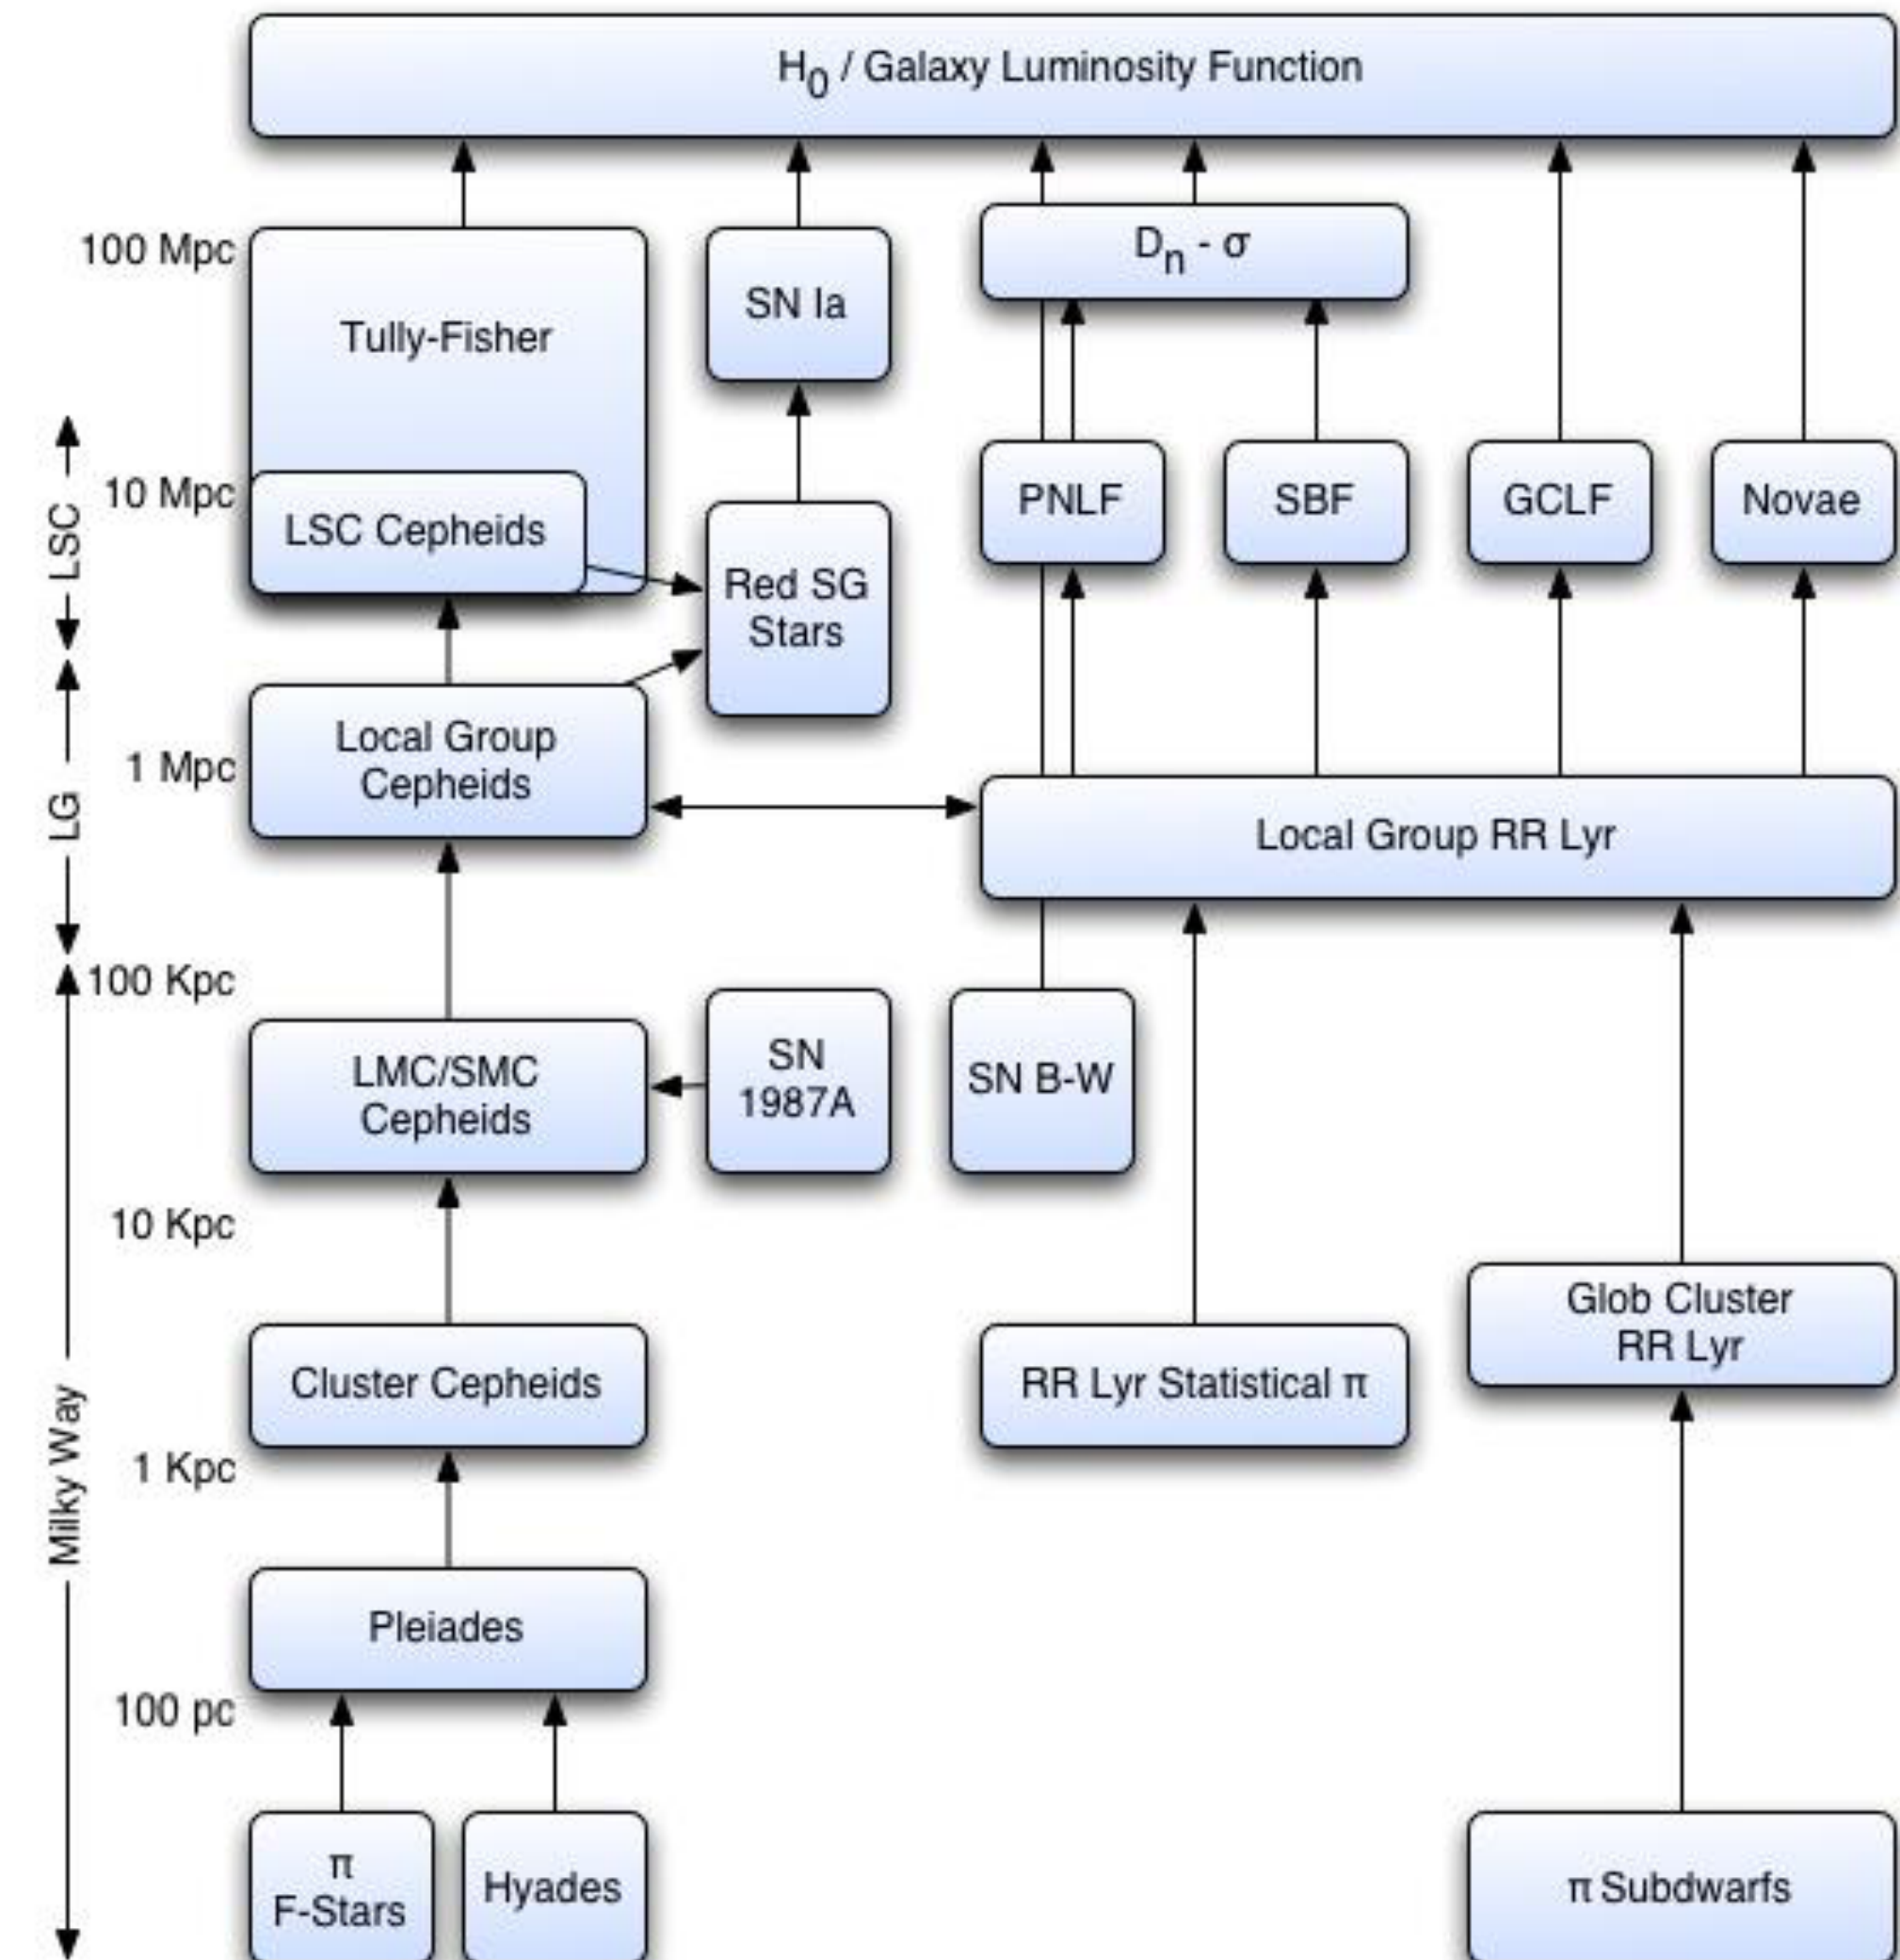 H0 / Galaxy Luminosity Function
100 Mpc
Dn - σ
SN Ia
Tully-Fisher
10 Mpc
LSC Cepheids
PNLF
SBF
GCLF
Novae
LSC
Red SG
Stars
Local Group
Cepheids
1 Mpc
LG
Local Group RR Lyr
100 Kpc
LMC/SMC
Cepheids
SN
1987A
SN B-W
10 Kpc
Glob Cluster
RR Lyr
Cluster Cepheids
RR Lyr Statistical π
1 Kpc
Milky Way
Pleiades
100 pc
π
F-Stars
Hyades
π Subdwarfs